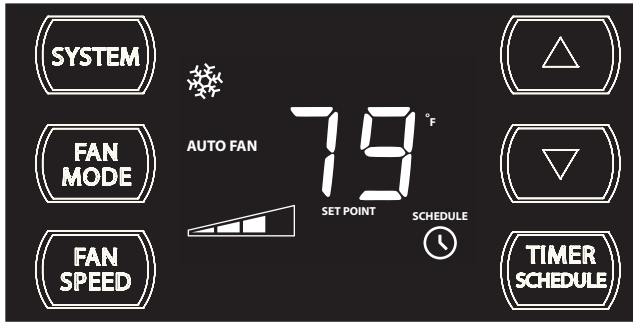 SYSTEM
FAN
MODE
FAN
SPEED
AUTO FAN
79
°F
SET POINT
SCHEDULE
TIMER
SCHEDULE